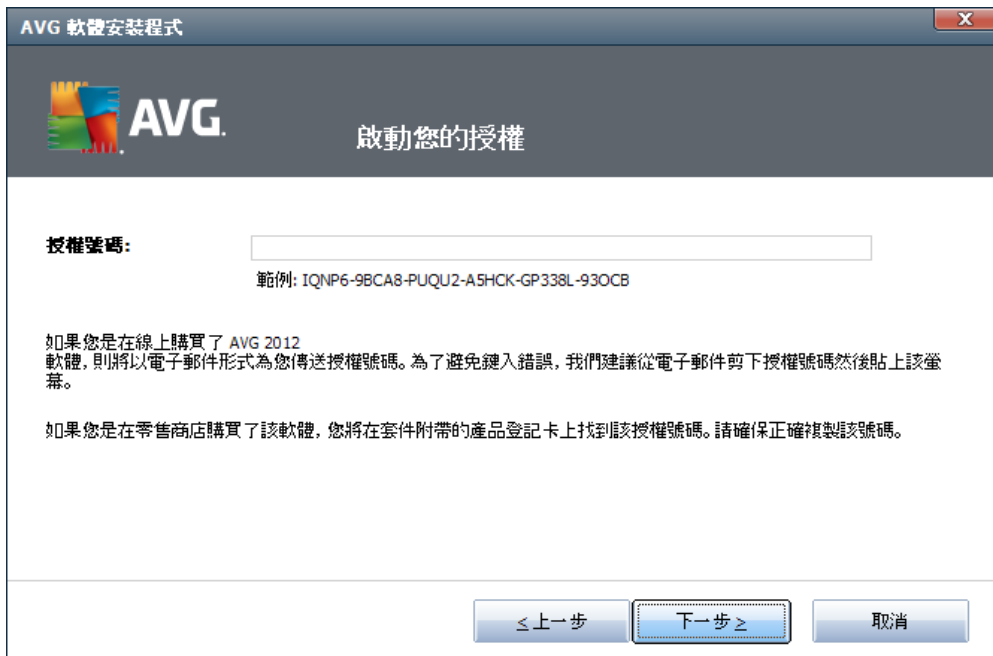 AVG 軟體安裝程式
AVG.
啟動您的授權
授權號碼:
範例: IQNP6-9BCA8-PUQU2-A5HCK-GP338L-93OCB
如果您是在線上購買了 AVG 2012
軟體, 則將以電子郵件形式為您傳送授權號碼。為了避免鍵入錯誤, 我們建議從電子郵件剪下授權號碼然後貼上該螢
幕。
如果您是在零售商店購買了該軟體, 您將在套件附帶的產品登記卡上找到該授權號碼。請確保正確複製該號碼。
<上一步
下一步>
取消